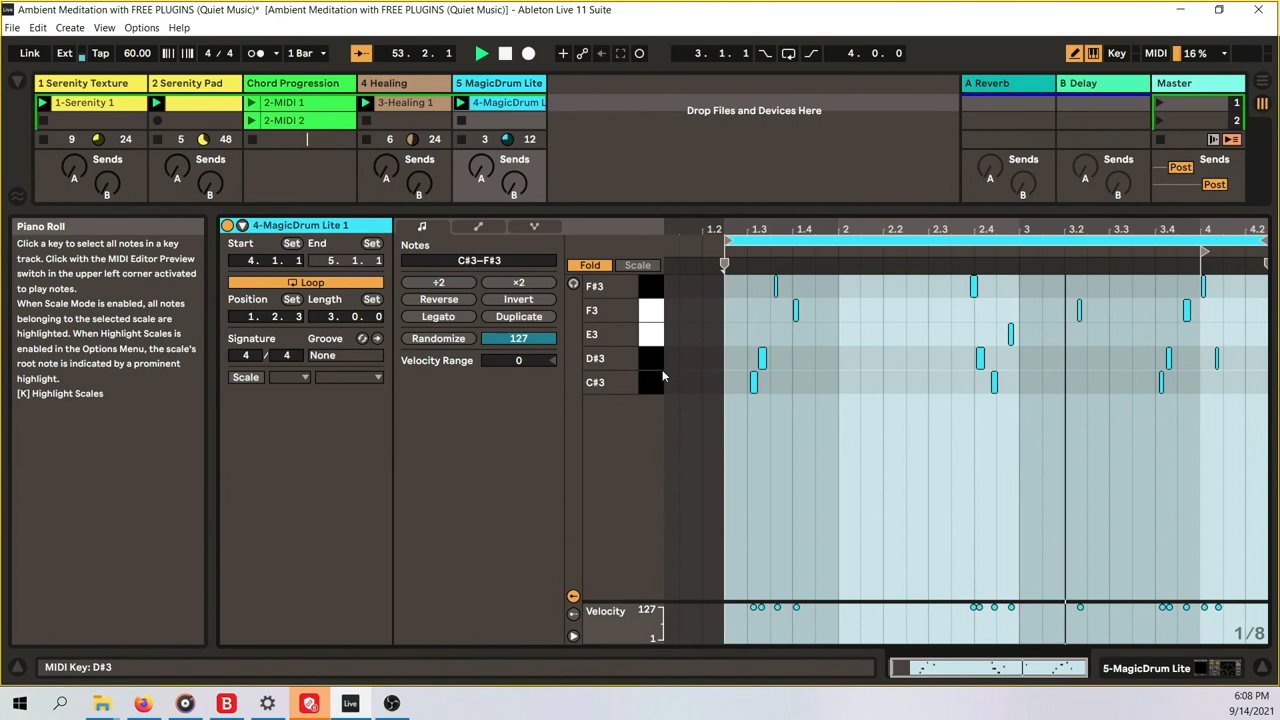 Ambient Meditation with FREE PLUGINS (Quiet Music)* [Ambient Meditation with FREE PLUGINS (Quiet Music)] - Ableton Live 11 Suite
File Edit Create View Options Help
Link Ext Tap 60.00 4 / 4 1 Bar 53. 2. 1 3. 1. 1 4. 0. 0 Key MIDI 16 %
1 Serenity Texture 2 Serenity Pad Chord Progression 4 Healing 5 MagicDrum Lite A Reverb B Delay Master
1-Serenity 1 2-MIDI 1 3-Healing 1 4-MagicDrum L 1
Drop Files and Devices Here
2-MIDI 2 2
9 24 5 48 6 24 3 12
Sends Sends Sends Sends Sends Sends Sends
A A A A A A Post
B B B B B B Post
Piano Roll
Click a key to select all notes in a key
track. Click with the MIDI Editor Preview
switch in the upper left corner activated
to play notes.
When Scale Mode is enabled, all notes
belonging to the selected scale are
highlighted. When Highlight Scales is
enabled in the Options Menu, the scale's
root note is indicated by a prominent
highlight.
[K] Highlight Scales
4-MagicDrum Lite 1
Start Set End Set
4. 1. 1 5. 1. 1
Loop
Position Set Length Set
1. 2. 3 3. 0. 0
Signature Groove
4 / 4 None
Scale
Notes
C#3–F#3
÷2 ×2
Reverse Invert
Legato Duplicate
Randomize 127
Velocity Range 0
1.2 1.3 1.4 2 2.2 2.3 2.4 3 3.2 3.3 3.4 4 4.2
Fold Scale
F#3
F3
E3
D#3
C#3
Velocity 127
1
1/8
MIDI Key: D#3
5-MagicDrum Lite
B Live
6:08 PM
9/14/2021